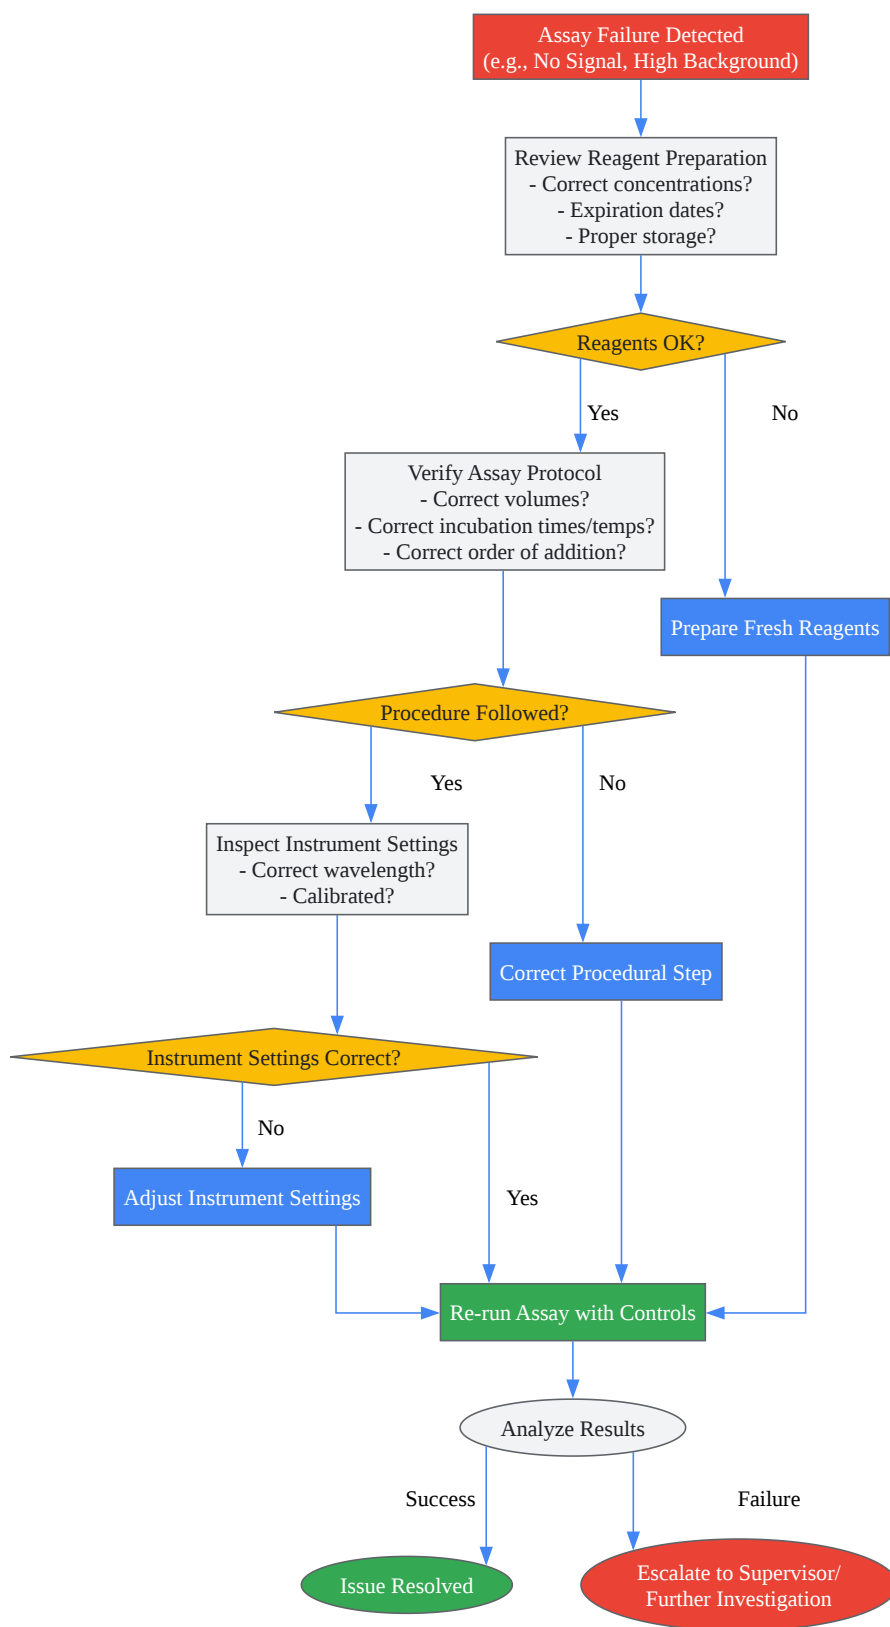 Assay Failure Detected
(e.g., No Signal, High Background)
Review Reagent Preparation
- Correct concentrations?
- Expiration dates?
- Proper storage?
Reagents OK?
Yes
No
Verify Assay Protocol
- Correct volumes?
- Correct incubation times/temps?
- Correct order of addition?
Prepare Fresh Reagents
Procedure Followed?
Yes
No
Inspect Instrument Settings
- Correct wavelength?
- Calibrated?
Correct Procedural Step
Instrument Settings Correct?
No
Adjust Instrument Settings
Yes
Re-run Assay with Controls
Analyze Results
Success
Failure
Issue Resolved
Escalate to Supervisor/
Further Investigation